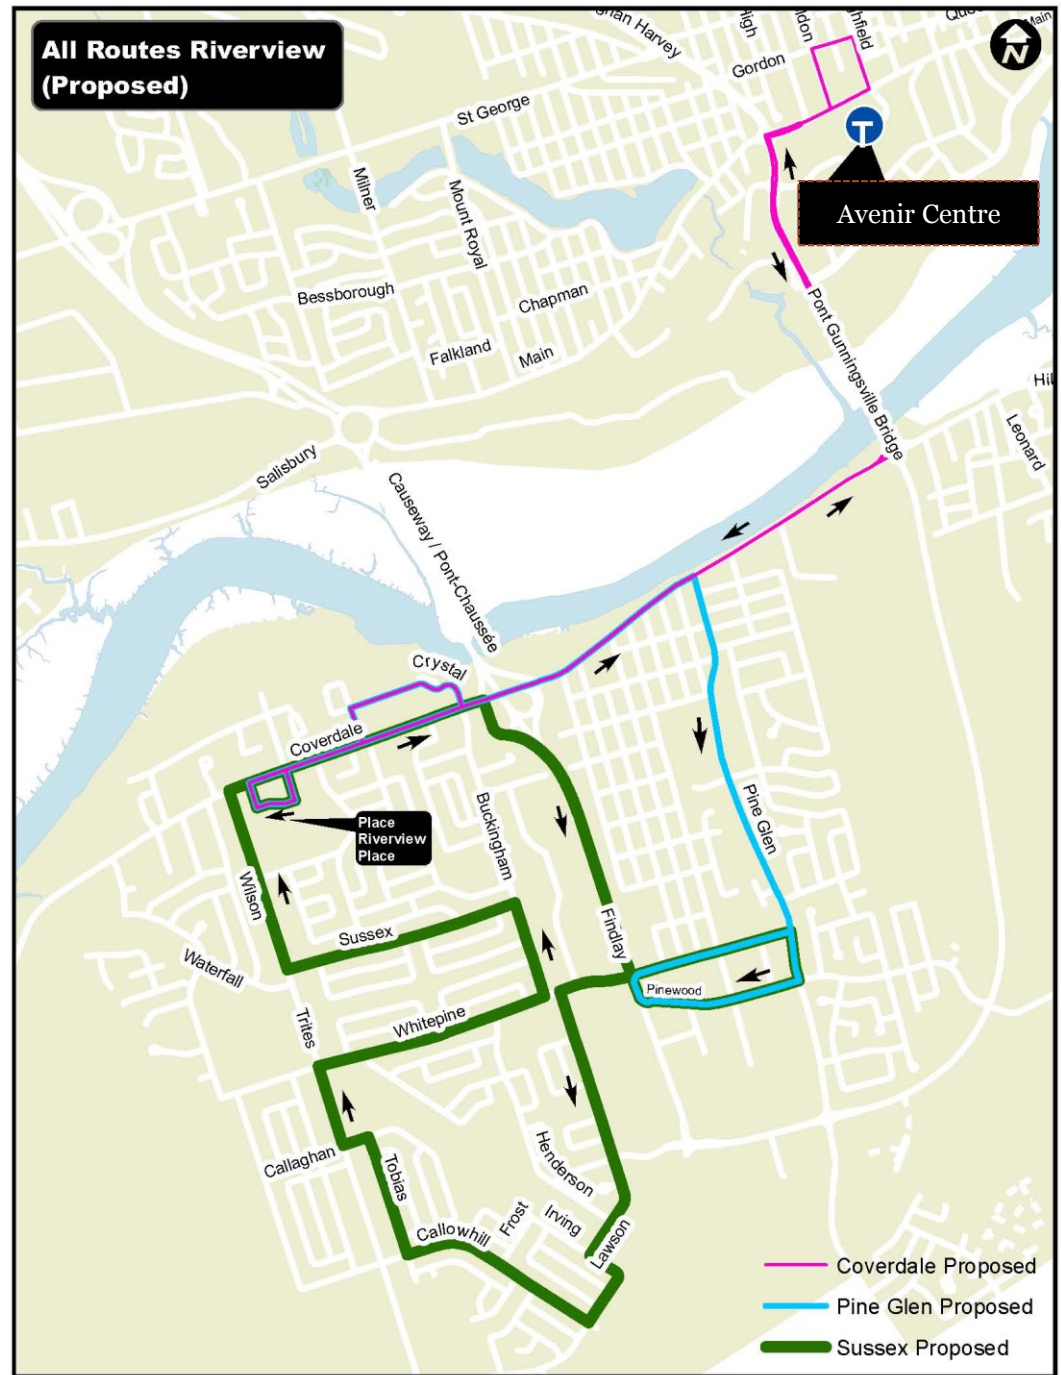 All Routes Riverview
(Proposed)
High
Gordon
St George
Main
N
T
Avenir Centre
Milner
Mount Royal
Bessborough
Chapman
Falkland
Main
Pont Gunningsville Bridge
Leonard
Salisbury
Causeway / Pont-Chaussée
Crystal
Coverdale
Place
Riverview
Place
Buckingham
Pine Glen
Wilson
Sussex
Findlay
Waterfall
Pinewood
Trites
Whitepine
Callaghan
Tobias
Henderson
Frost
Irving
Callowhill
Lawson
Coverdale Proposed
Pine Glen Proposed
Sussex Proposed